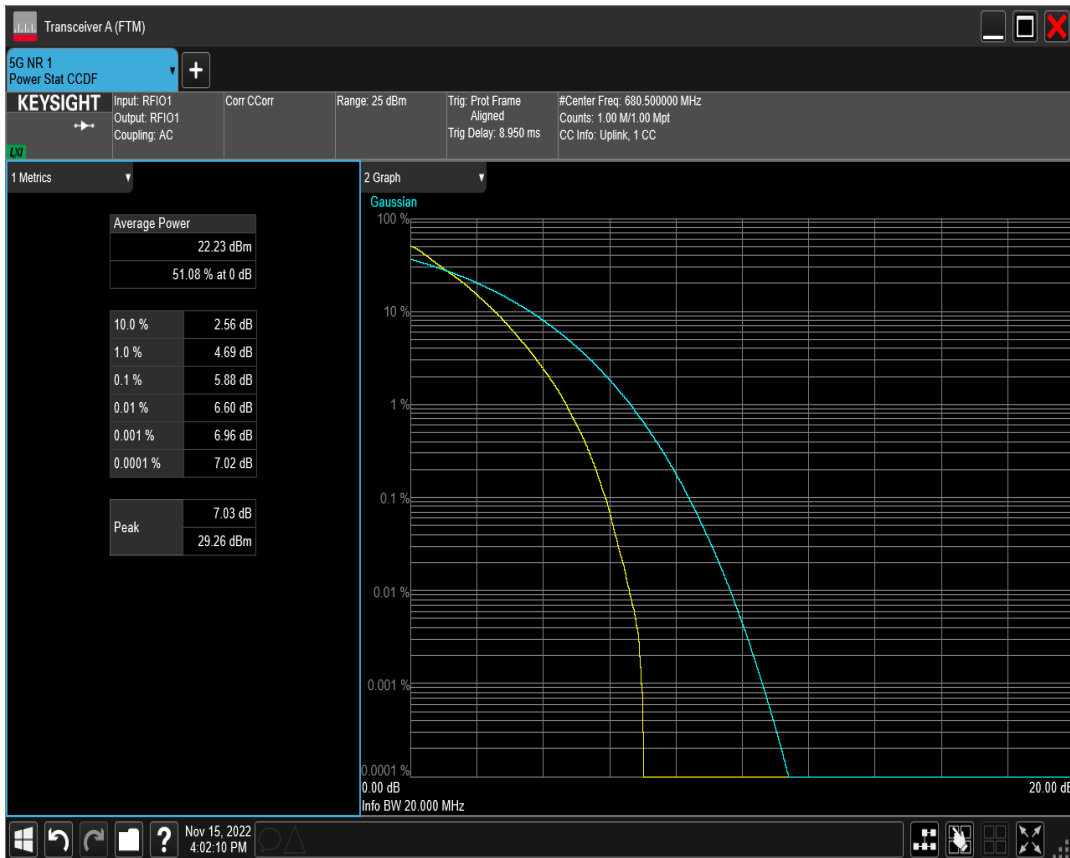 Transceiver A (FTM)
5G NR 1
Power Stat CCDF
+
KEYSIGHT
LXI
Input: RFIO1
Output: RFIO1
Coupling: AC
Corr CCorr
Range: 25 dBm
Trig: Prot Frame
Aligned
Trig Delay: 8.950 ms
#Center Freq: 680.500000 MHz
Counts: 1.00 M/1.00 Mpt
CC Info: Uplink, 1 CC
1 Metrics
Average Power
22.23 dBm
51.08 % at 0 dB
10.0 % 2.56 dB
1.0 % 4.69 dB
0.1 % 5.88 dB
0.01 % 6.60 dB
0.001 % 6.96 dB
0.0001 % 7.02 dB
Peak 7.03 dB
29.26 dBm
2 Graph
Gaussian
100 %
10 %
1 %
0.1 %
0.01 %
0.001 %
0.0001 %
0.00 dB 20.00 dB
Info BW 20.000 MHz
? Nov 15, 2022
4:02:10 PM